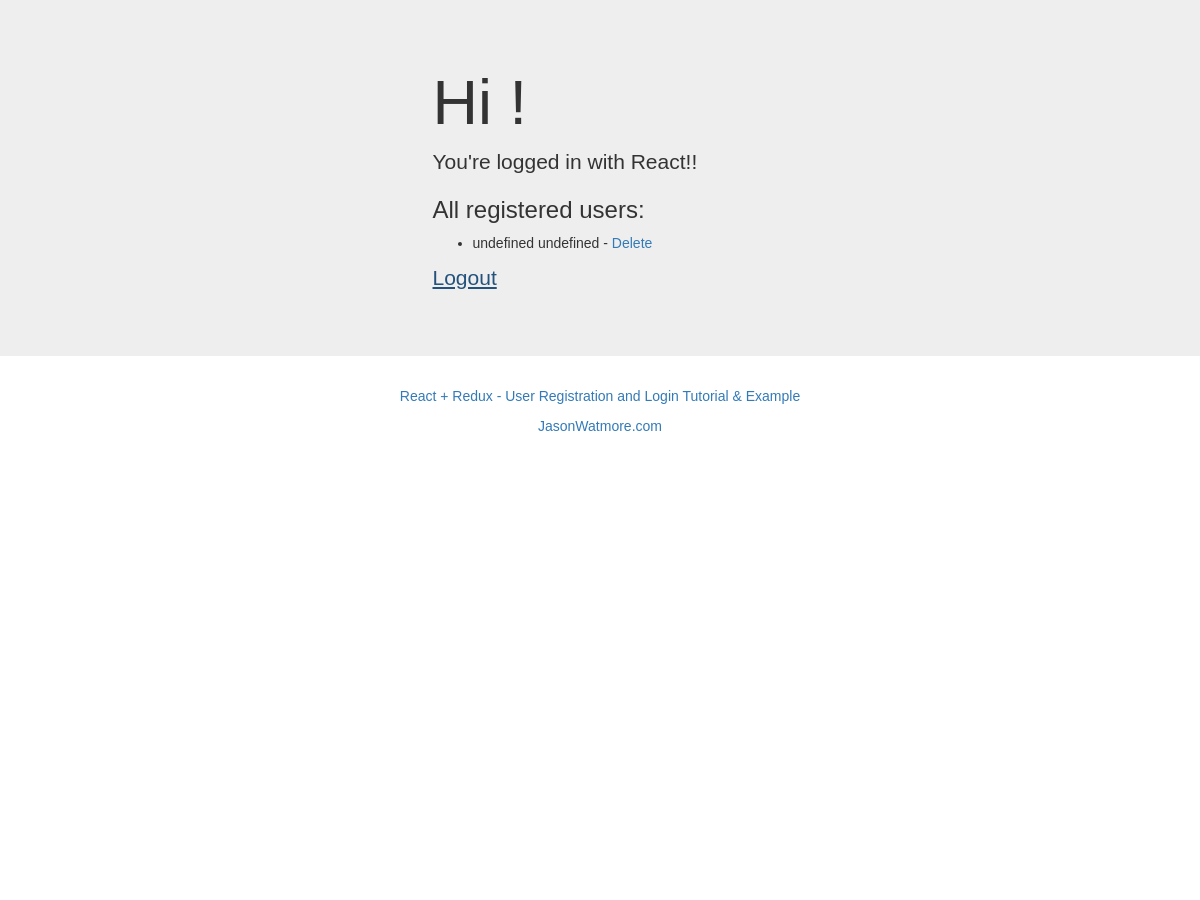 Hi !
You're logged in with React!!
All registered users:
undefined undefined - Delete
Logout
React + Redux - User Registration and Login Tutorial & Example
JasonWatmore.com